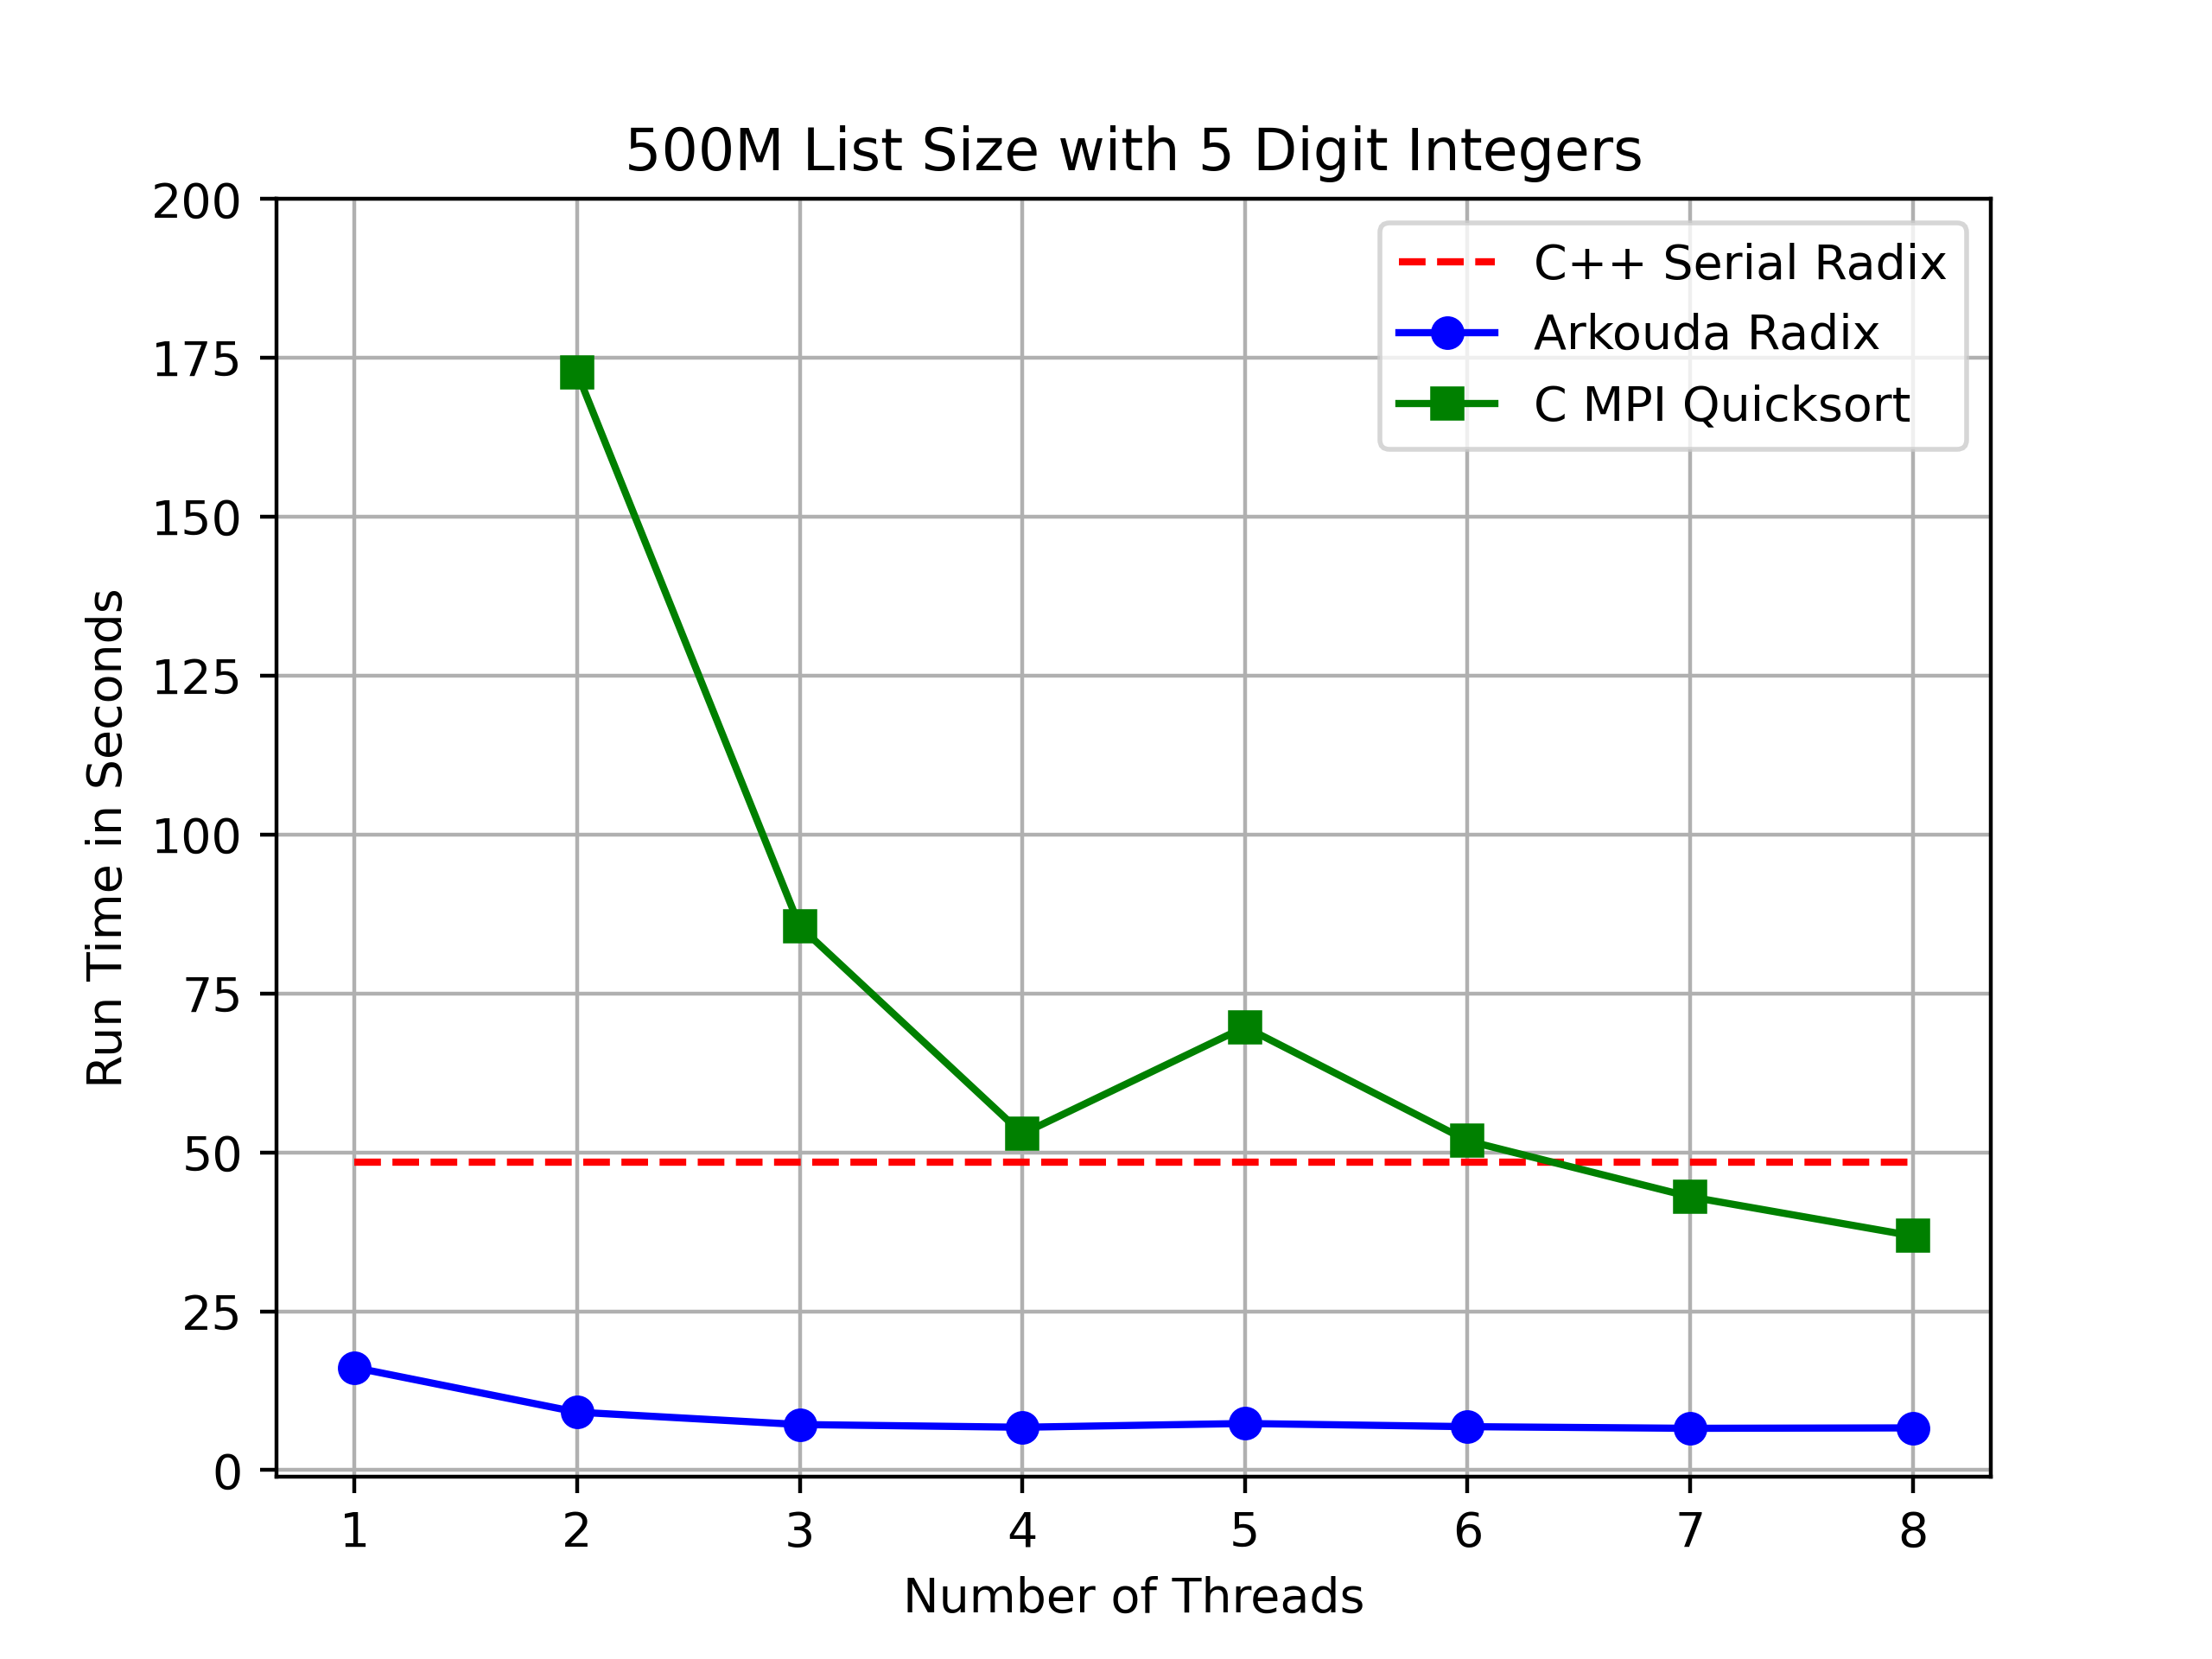 500M List Size with 5 Digit Integers
200
175
150
125
100
75
50
25
0
Run Time in Seconds
C++ Serial Radix
Arkouda Radix
C MPI Quicksort
1 2 3 4 5 6 7 8
Number of Threads